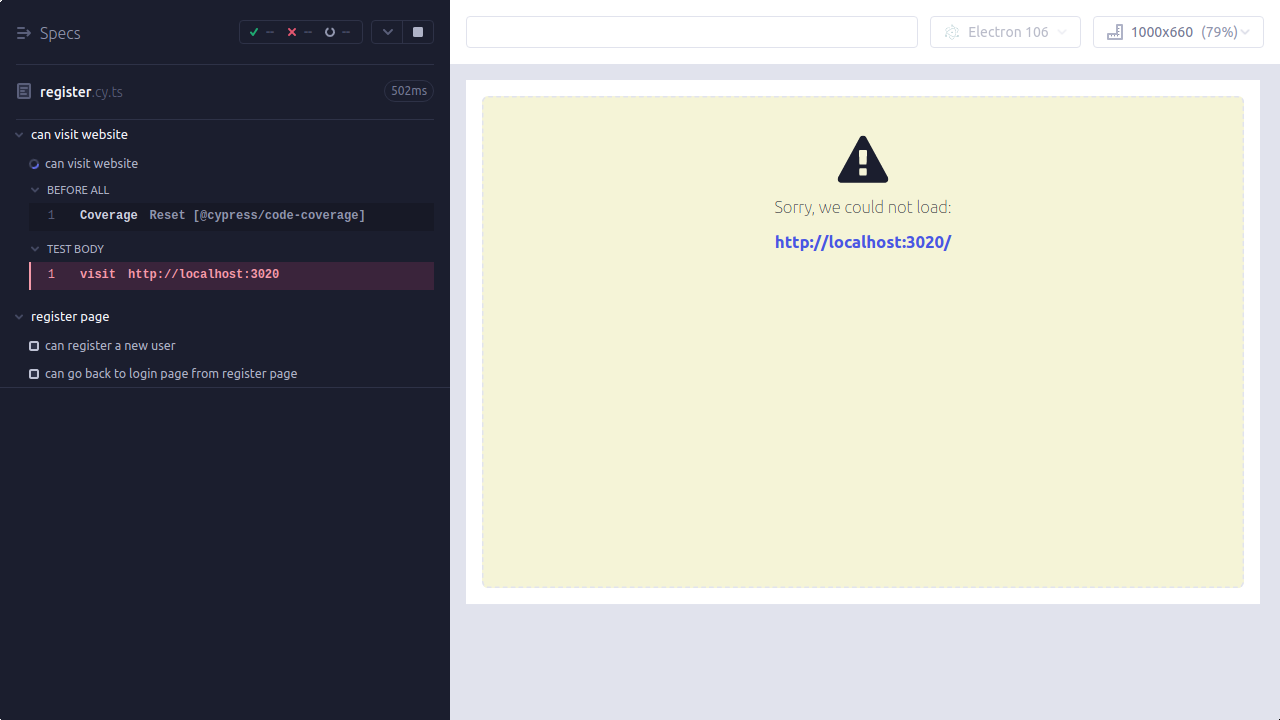 Specs
-- -- --
register.cy.ts 502ms
can visit website
can visit website
BEFORE ALL
1 Coverage Reset [@cypress/code-coverage]
TEST BODY
1 visit http://localhost:3020
register page
can register a new user
can go back to login page from register page
Electron 106 1000x660 (79%)
Sorry, we could not load:
http://localhost:3020/